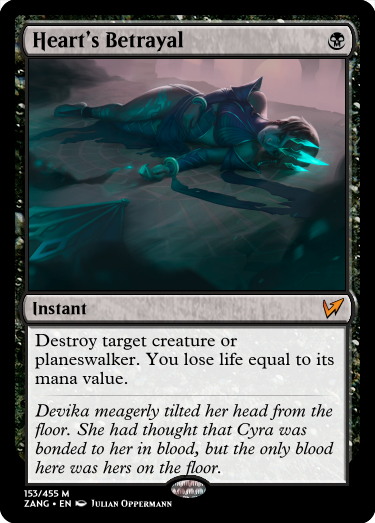 Heart's Betrayal
Instant
Destroy target creature or
planeswalker. You lose life equal to its
mana value.
Devika meagerly tilted her head from the
floor. She had thought that Cyra was
bonded to her in blood, but the only blood
here was hers on the floor.
153/455 M
ZANG • EN Julian Oppermann